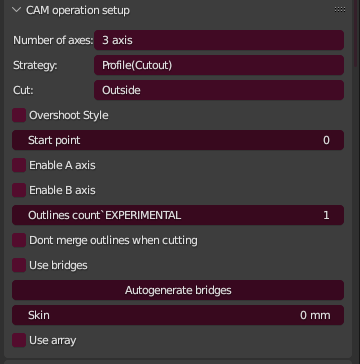 CAM operation setup
Number of axes: 3 axis
Strategy: Profile(Cutout)
Cut: Outside
Overshoot Style
Start point 0
Enable A axis
Enable B axis
Outlines count`EXPERIMENTAL 1
Dont merge outlines when cutting
Use bridges
Autogenerate bridges
Skin 0 mm
Use array